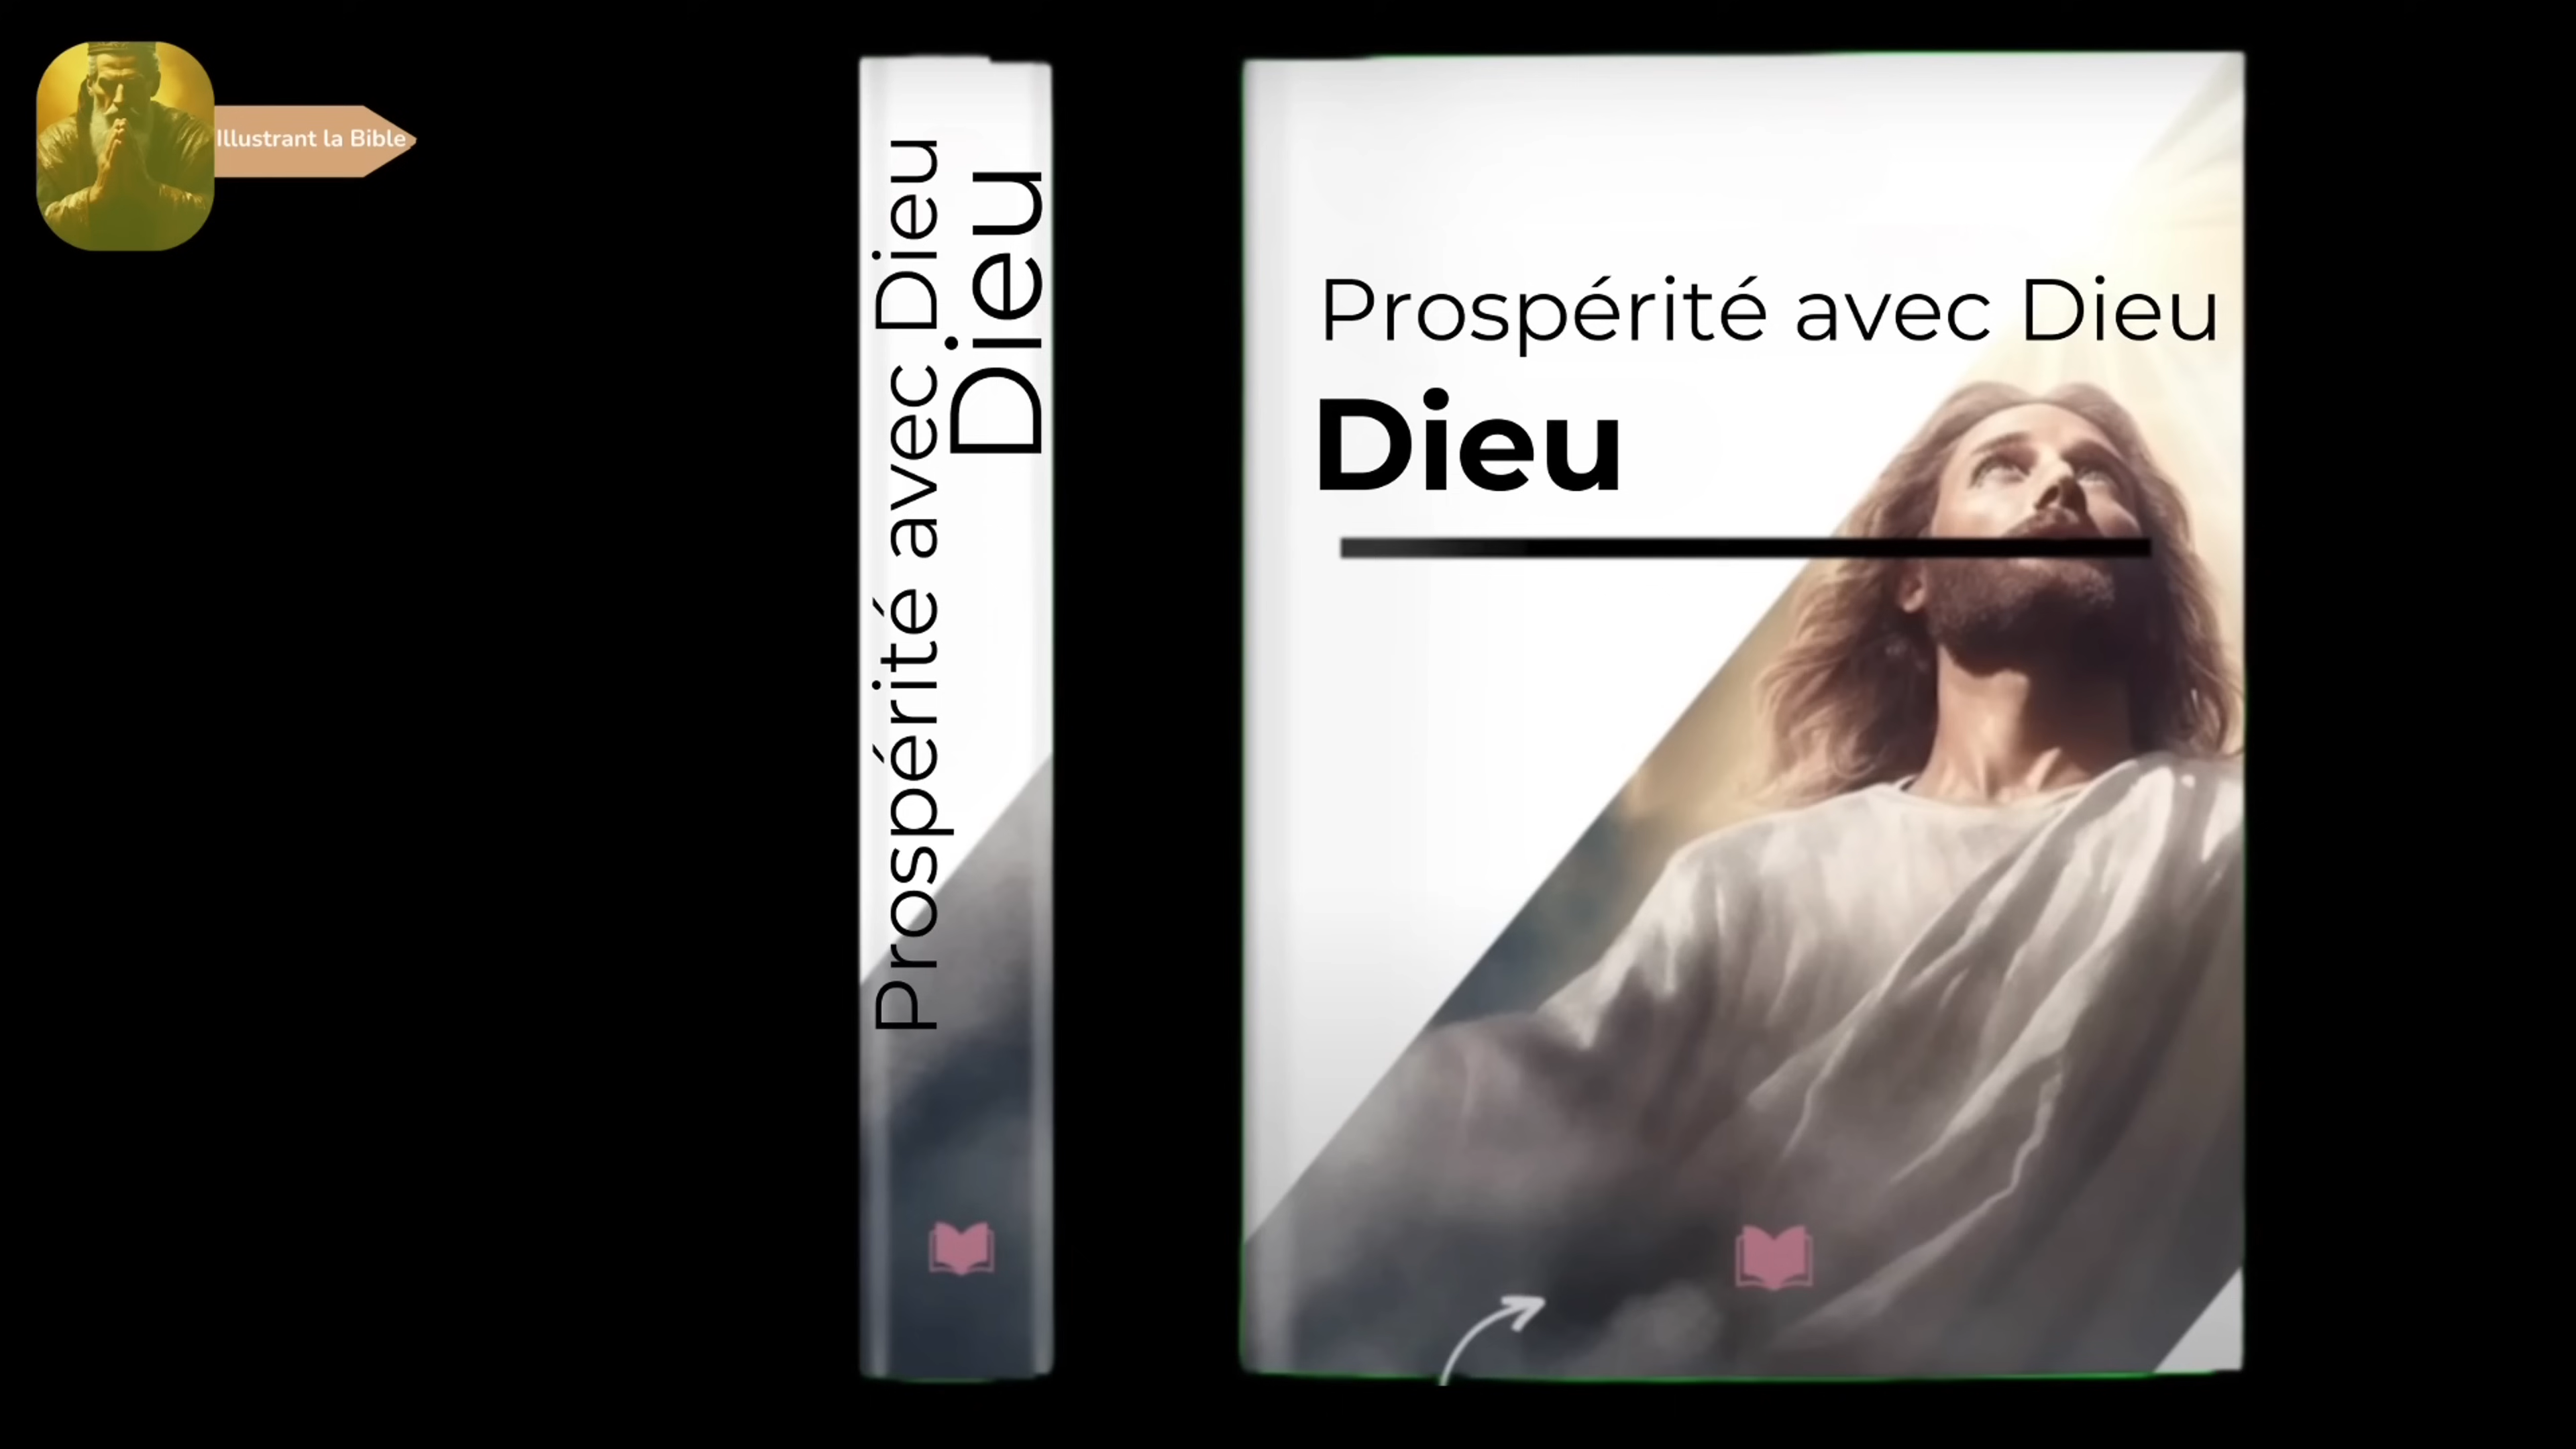 Illustrant la Bible
Prospérité avec Dieu
Dieu
Prospérité avec Dieu
Dieu